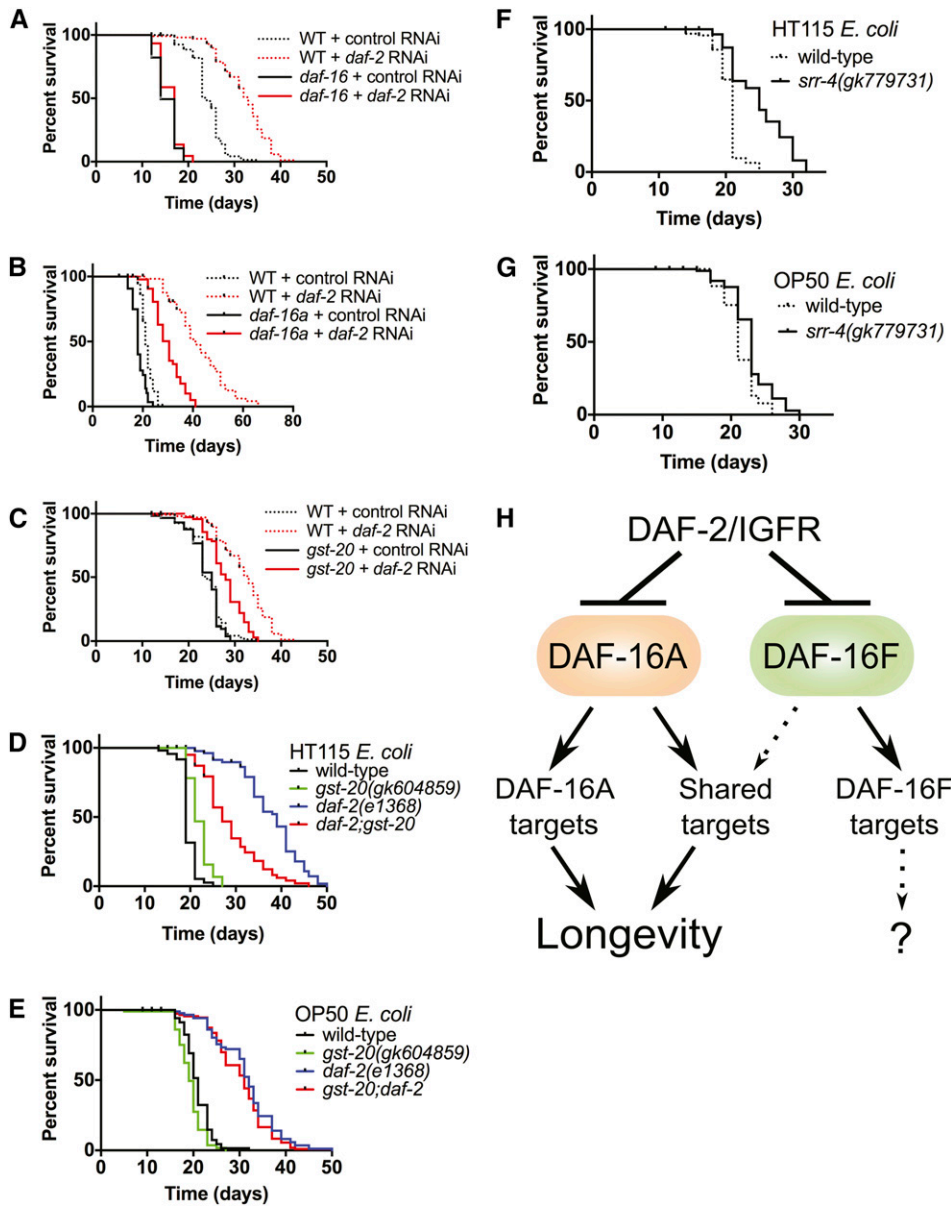 A
Percent survival
100
50
0
0 10 20 30 40 50
Time (days)
WT + control RNAi
WT + daf-2 RNAi
daf-16 + control RNAi
daf-16 + daf-2 RNAi
B
Percent survival
100
50
0
0 20 40 60 80
Time (days)
WT + control RNAi
WT + daf-2 RNAi
daf-16a + control RNAi
daf-16a + daf-2 RNAi
C
Percent survival
100
50
0
0 10 20 30 40 50
Time (days)
WT + control RNAi
WT + daf-2 RNAi
gst-20 + control RNAi
gst-20 + daf-2 RNAi
D
Percent survival
100
50
0
0 10 20 30 40 50
Time (days)
HT115 E. coli
wild-type
gst-20(gk604859)
daf-2(e1368)
daf-2;gst-20
E
Percent survival
100
50
0
0 10 20 30 40 50
Time (days)
OP50 E. coli
wild-type
gst-20(gk604859)
daf-2(e1368)
gst-20;daf-2
F
Percent survival
100
50
0
0 10 20 30
Time (days)
HT115 E. coli
wild-type
srr-4(gk779731)
G
Percent survival
100
50
0
0 10 20 30
Time (days)
OP50 E. coli
wild-type
srr-4(gk779731)
H
DAF-2/IGFR
DAF-16A DAF-16F
DAF-16A Shared DAF-16F
targets targets targets
Longevity ?